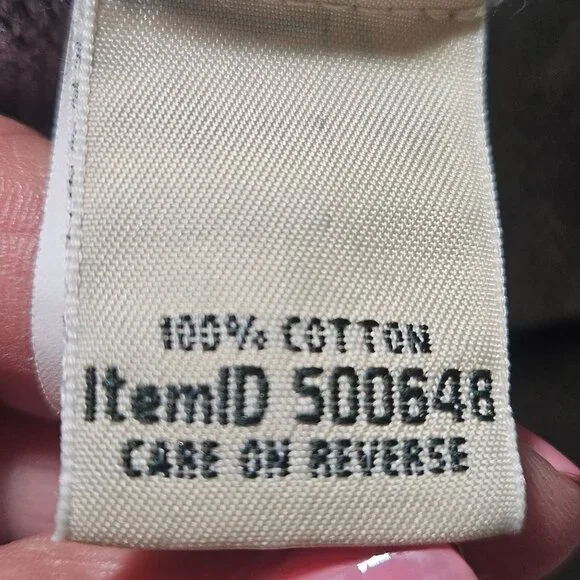 100% COTTON
ItemID 500648
CARE ON REVERSE